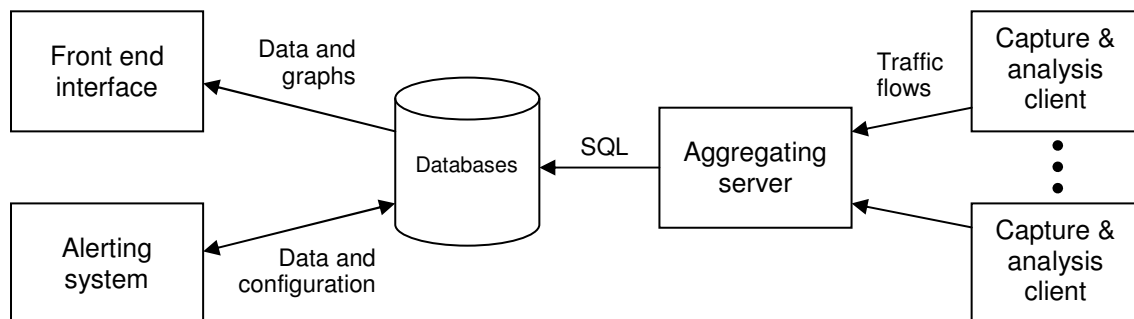 Front end
interface
Data and
graphs
Databases
SQL
Aggregating
server
Traffic
flows
Capture &
analysis
client
Alerting
system
Data and
configuration
Capture &
analysis
client